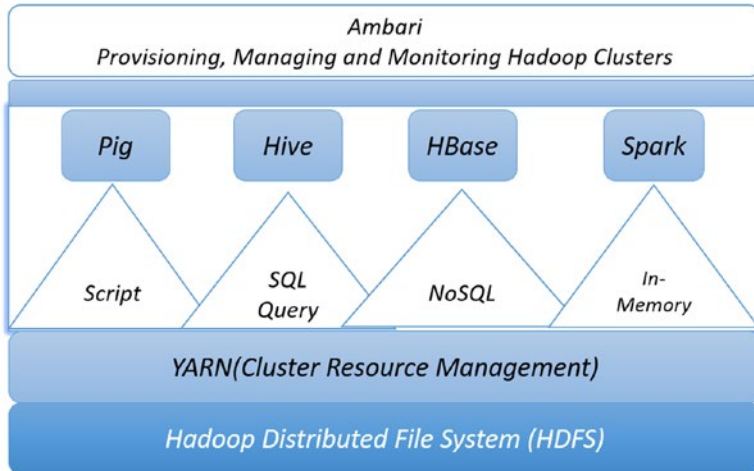 Ambari
Provisioning, Managing and Monitoring Hadoop Clusters
Pig
Hive
HBase
Spark
Script
SQL
Query
NoSQL
In-
Memory
YARN(Cluster Resource Management)
Hadoop Distributed File System (HDFS)